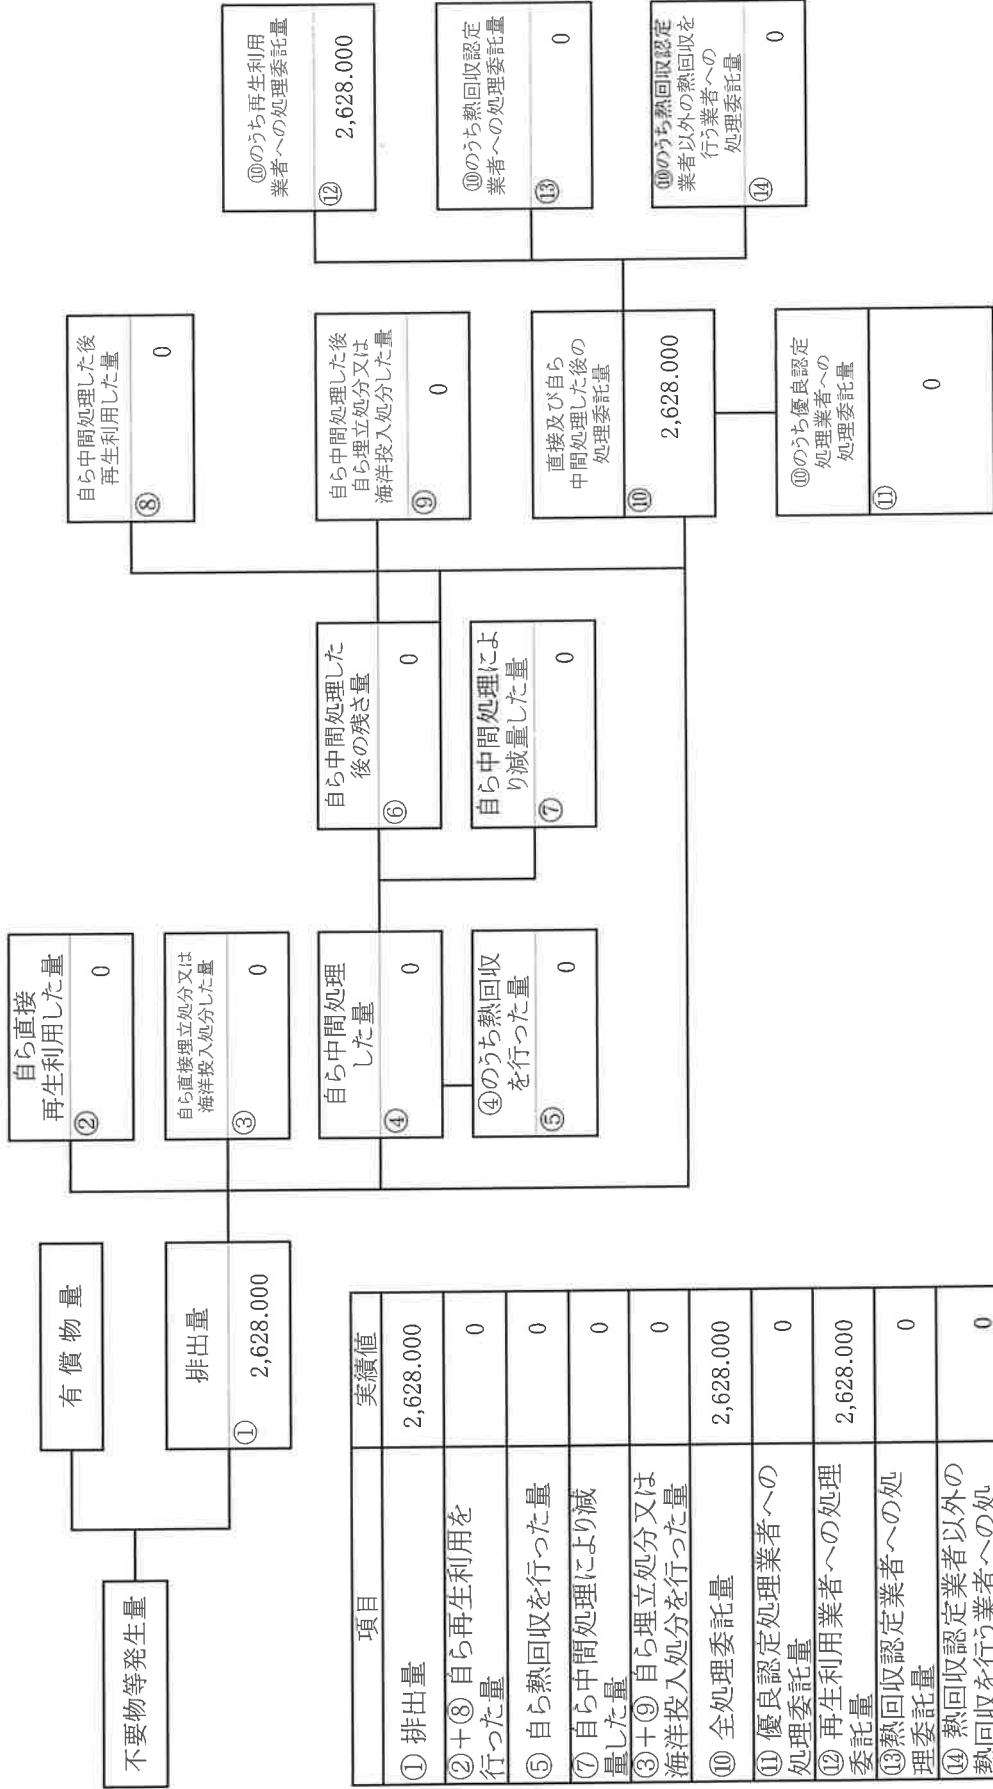 不要物等発生量
有 償 物 量
排出量
①
2,628.000
自ら直接
再生利用した量
②
0
自ら直接埋立処分又は
海洋投入処分した量
③
0
自ら中間処理
した量
④
0
④のうち熱回収
を行った量
⑤
0
自ら中間処理した
後の残さ量
⑥
0
自ら中間処理によ
り減量した量
⑦
0
自ら中間処理した後
再生利用した量
⑧
0
自ら中間処理した後
自ら埋立処分又は
海洋投入処分した量
⑨
0
直接及び自ら
中間処理した後の
処理委託量
⑩
2,628.000
⑩のうち優良認定
処理業者への
処理委託量
⑪
0
⑩のうち再生利用
業者への処理委託量
⑫
2,628.000
⑩のうち熱回収認定
業者への処理委託量
⑬
0
⑩のうち熱回収認定
業者以外の熱回収を
行う業者への
処理委託量
⑭
0
項目 実績値
① 排出量 2,628.000
②+⑧ 自ら再生利用を
行った量 0
⑤ 自ら熱回収を行った量 0
⑦ 自ら中間処理により減
量した量 0
③+⑨ 自ら埋立処分又は
海洋投入処分を行った量 0
⑩ 全処理委託量 2,628.000
⑪ 優良認定処理業者への
処理委託量 0
⑫ 再生利用業者への処理
委託量 2,628.000
⑬熱回収認定業者への処
理委託量 0
⑭ 熱回収認定業者以外の
熱回収を行う業者への処 0